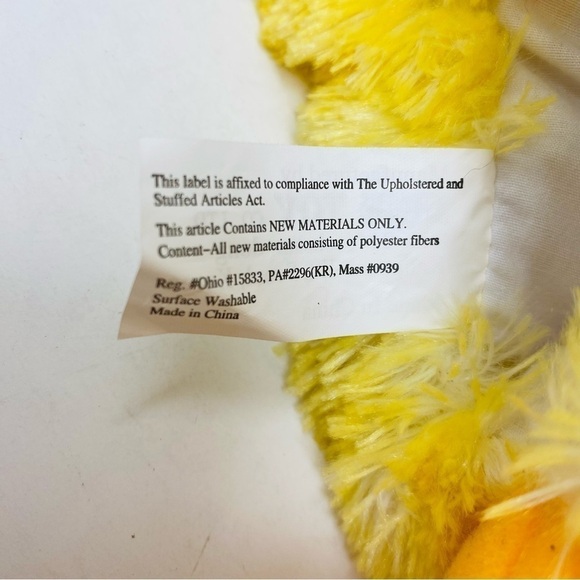 This label is affixed to compliance with The Upholstered and
Stuffed Articles Act.
This article Contains NEW MATERIALS ONLY.
Content-All new materials consisting of polyester fibers
Reg. #Ohio #15833, PA#2296(KR), Mass #0939
Surface Washable
Made in China